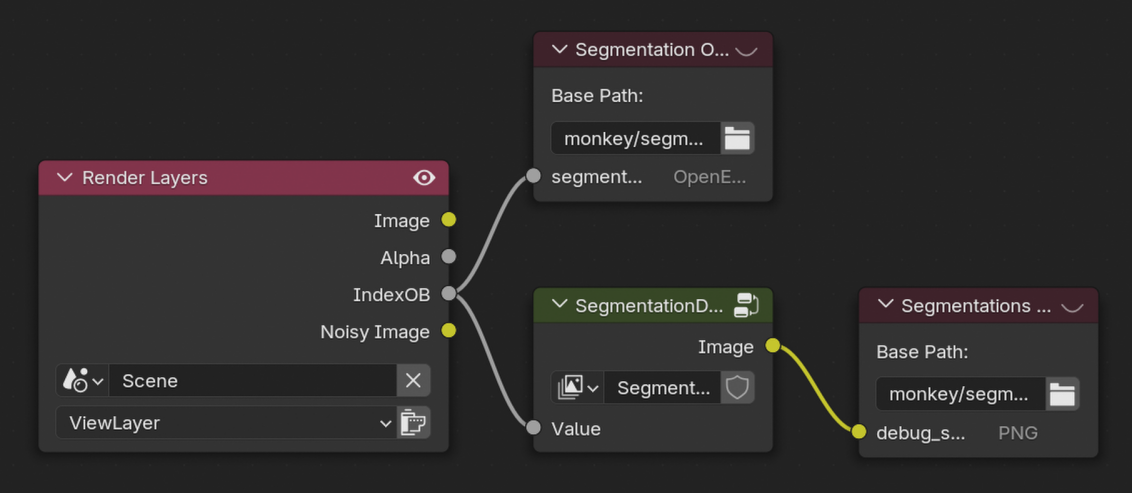 Segmentation O...
Base Path:
monkey/segm...
segment... OpenE...
Render Layers
Image
Alpha
IndexOB
Noisy Image
Scene
ViewLayer
SegmentationD...
Image
Segment...
Value
Segmentations ...
Base Path:
monkey/segm...
debug_s... PNG